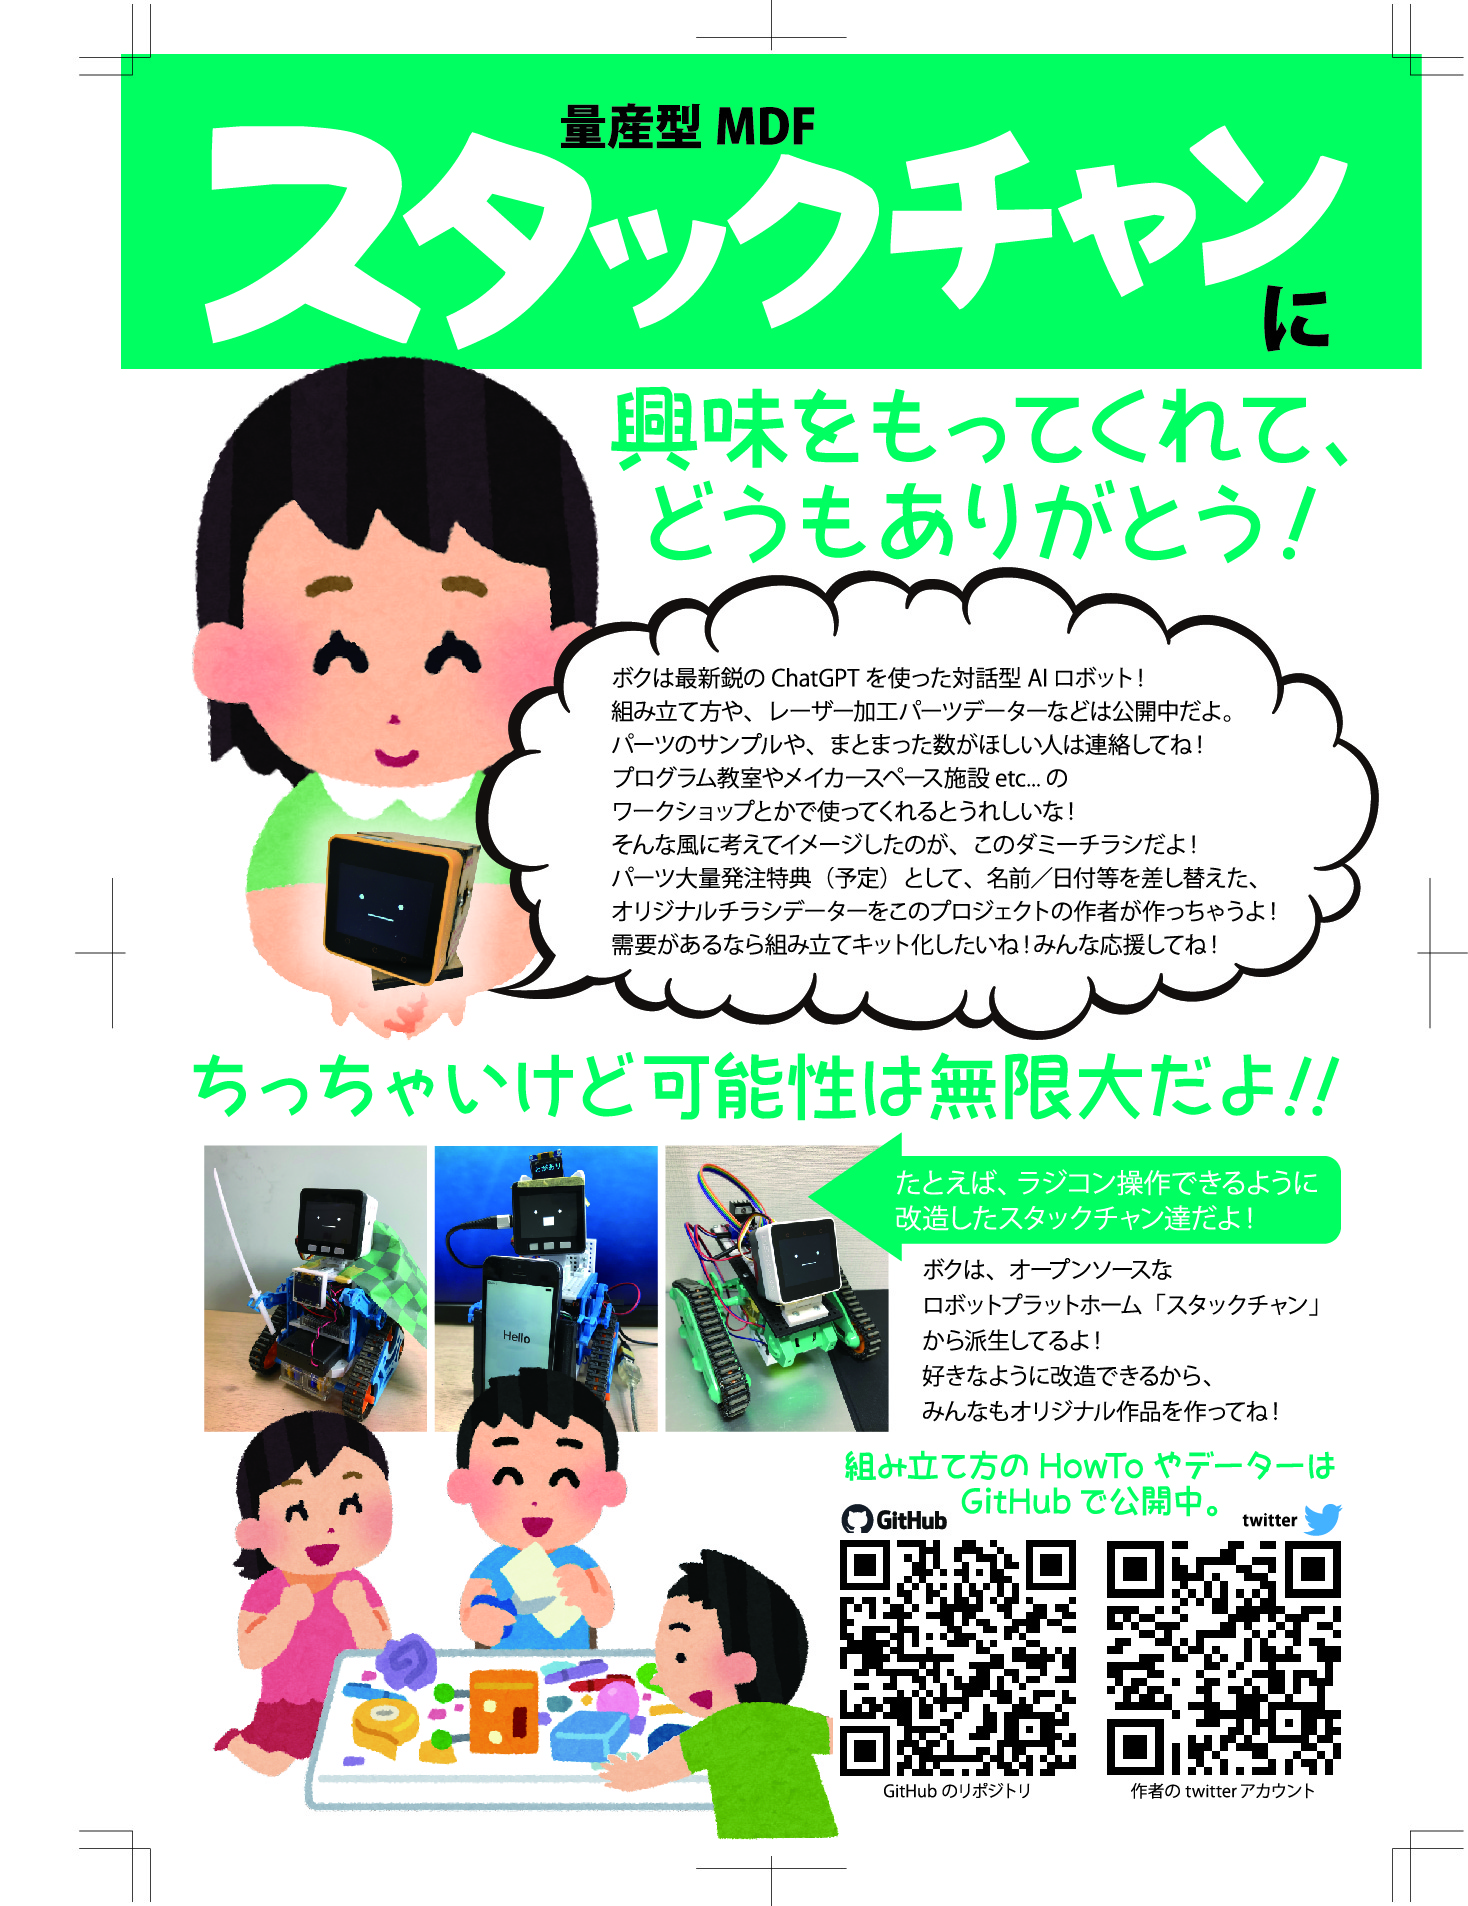 量産型 MDF
スタックチャン
に
興味をもってくれて、
どうもありがとう！
ボクは最新鋭の ChatGPT を使った対話型 AI ロボット！
組み立て方や、レーザー加工パーツデーターなどは公開中だよ。
パーツのサンプルや、まとまった数がほしい人は連絡してね！
プログラム教室やメイカースペース施設 etc... の
ワークショップとかで使ってくれるとうれしいな！
そんな風に考えてイメージしたのが、このダミーチラシだよ！
パーツ大量発注特典（予定）として、名前／日付等を差し替えた、
オリジナルチラシデーターをこのプロジェクトの作者が作っちゃうよ！
需要があるなら組み立てキット化したいね！みんな応援してね！
ちっちゃいけど可能性は無限大だよ!!
とがあり
Hello
たとえば、ラジコン操作できるように
改造したスタックチャン達だよ！
ボクは、オープンソースな
ロボットプラットホーム「スタックチャン」
から派生してるよ！
好きなように改造できるから、
みんなもオリジナル作品を作ってね！
組み立て方の HowTo やデーターは
GitHub で公開中。
GitHub
twitter
GitHub のリポジトリ
作者の twitter アカウント